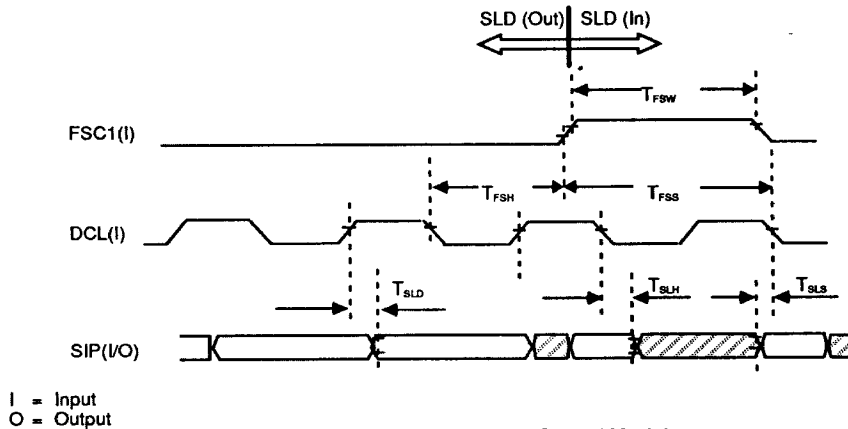 SLD (Out) SLD (In)
TFSW
FSC1(I)
TFSH TFSS
DCL(I)
TSLD TSLH TSLS
SIP(I/O)
I = Input
O = Output